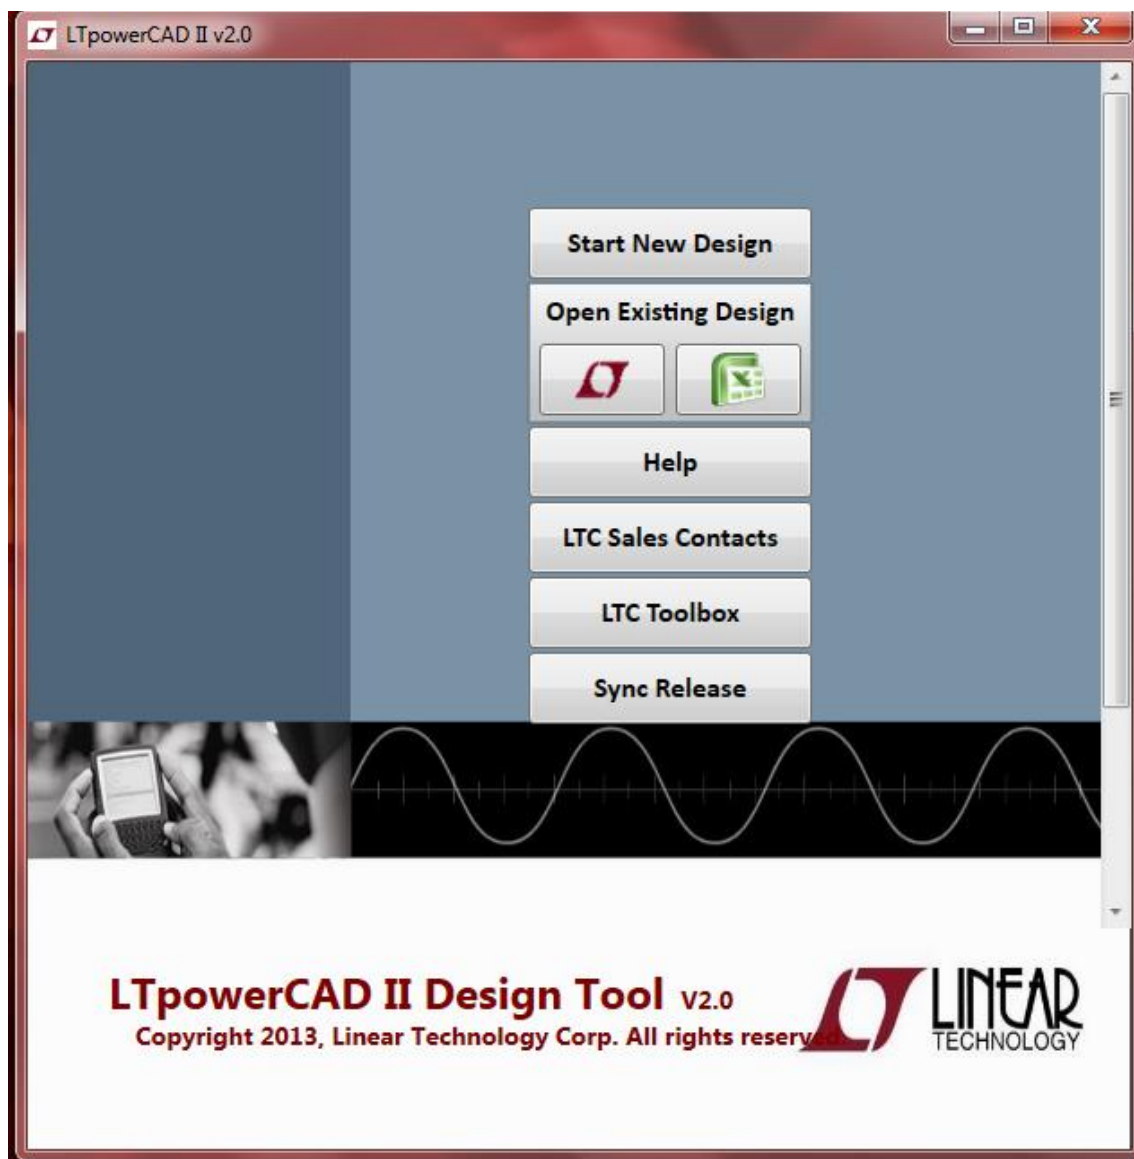 LTpowerCAD II v2.0
Start New Design
Open Existing Design
Help
LTC Sales Contacts
LTC Toolbox
Sync Release
LTpowerCAD II Design Tool V2.0
Copyright 2013, Linear Technology Corp. All rights reserved.
LINEAR
TECHNOLOGY